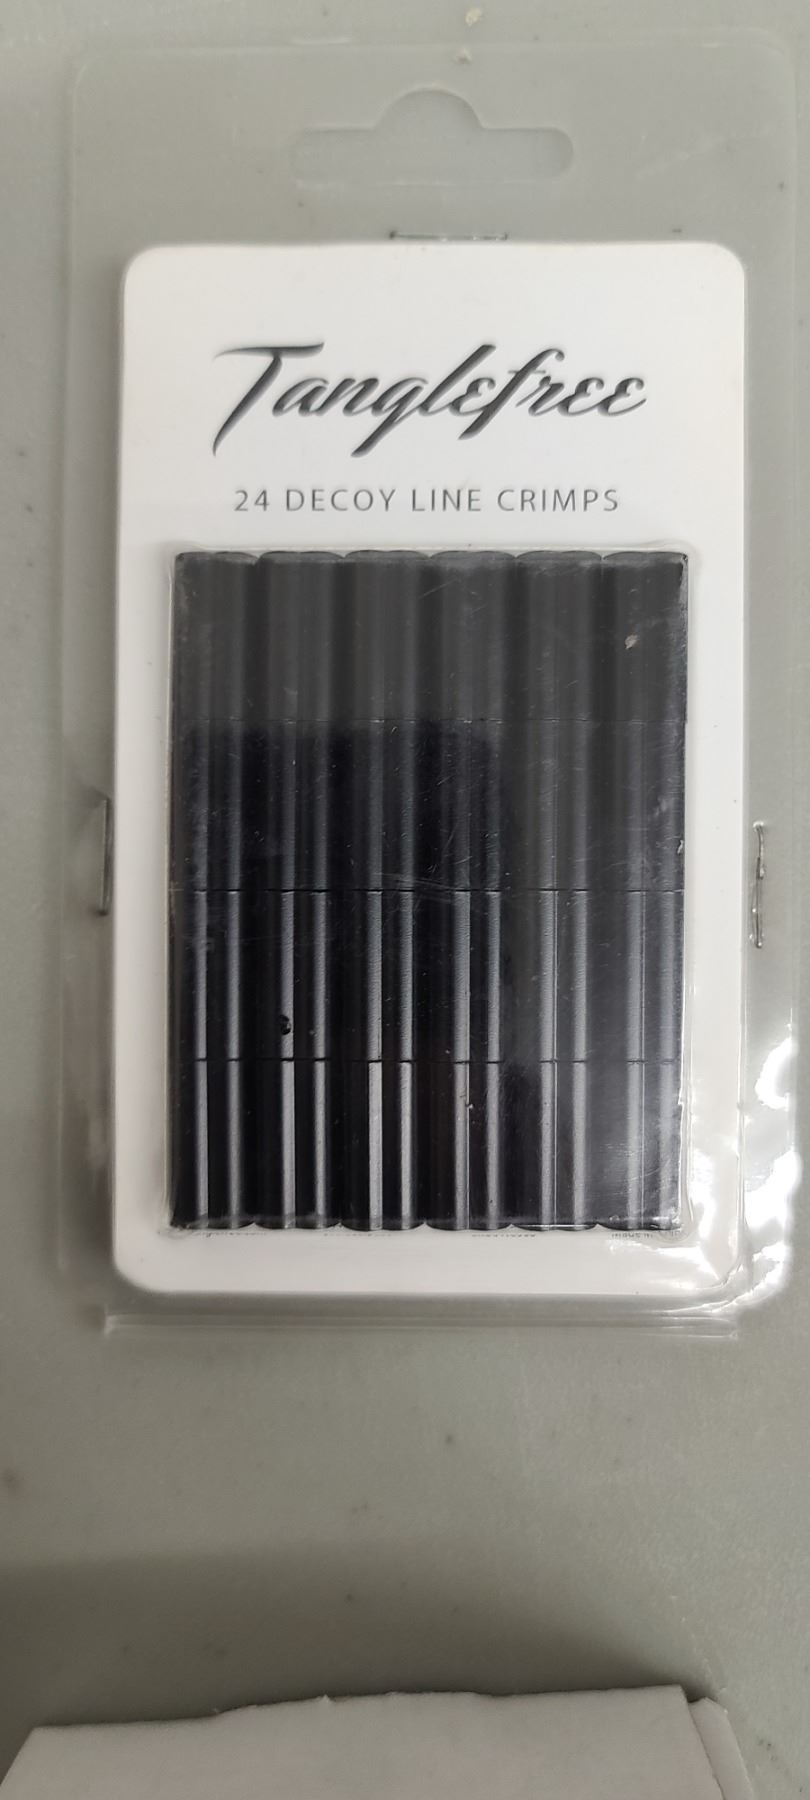 Tanglefree
24 DECOY LINE CRIMPS